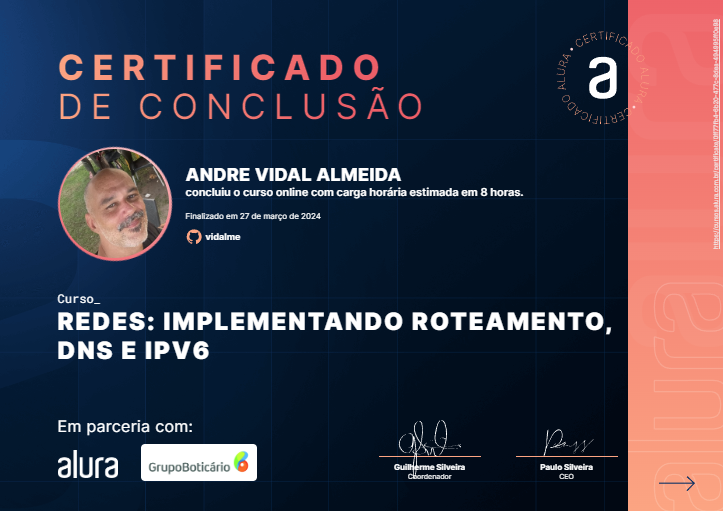 CERTIFICADO
DE CONCLUSÃO
ALURA • CERTIFICADO ALURA • CERTIFICADO
a
ANDRE VIDAL ALMEIDA
concluiu o curso online com carga horária estimada em 8 horas.
Finalizado em 27 de março de 2024
vidalme
Curso_
REDES: IMPLEMENTANDO ROTEAMENTO,
DNS E IPV6
Em parceria com:
alura
GrupoBoticário
Guilherme Silveira
Coordenador
Paulo Silveira
CEO
alura